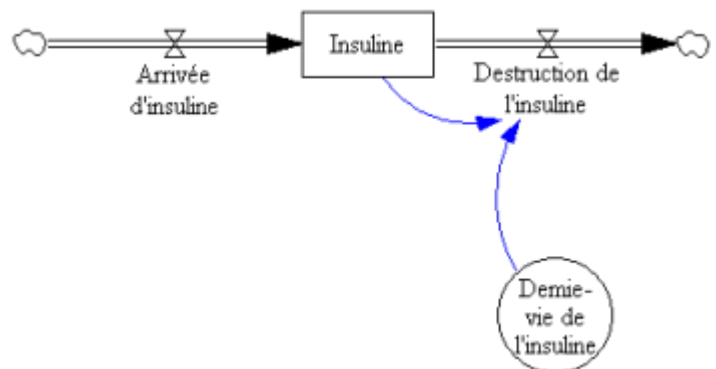 Insuline
Arrivée
d'insuline
Destruction de
l'insuline
Demie-
vie de
l'insuline